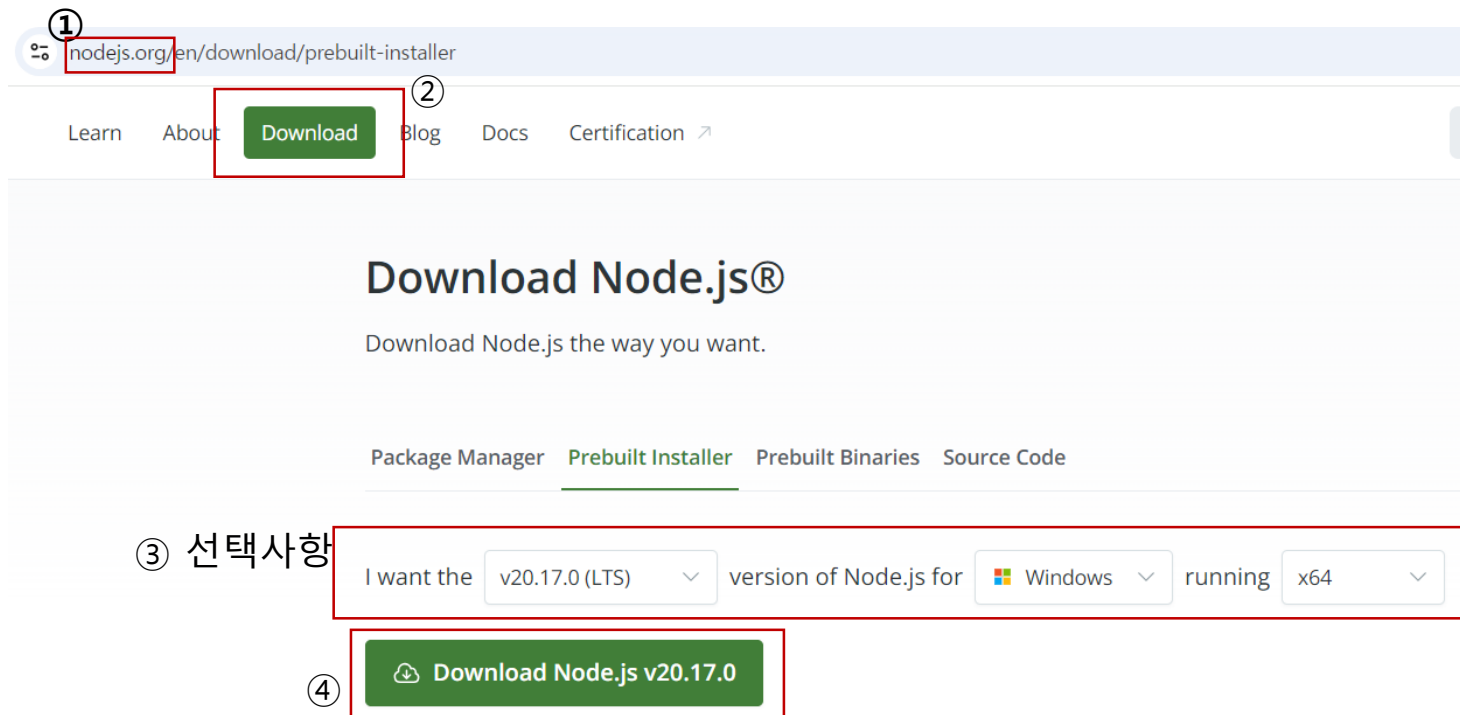 ①
nodejs.org/en/download/prebuilt-installer
②
Learn About Download Blog Docs Certification ↗
Download Node.js®
Download Node.js the way you want.
Package Manager Prebuilt Installer Prebuilt Binaries Source Code
③ 선택사항
I want the v20.17.0 (LTS) version of Node.js for Windows running x64
④ Download Node.js v20.17.0